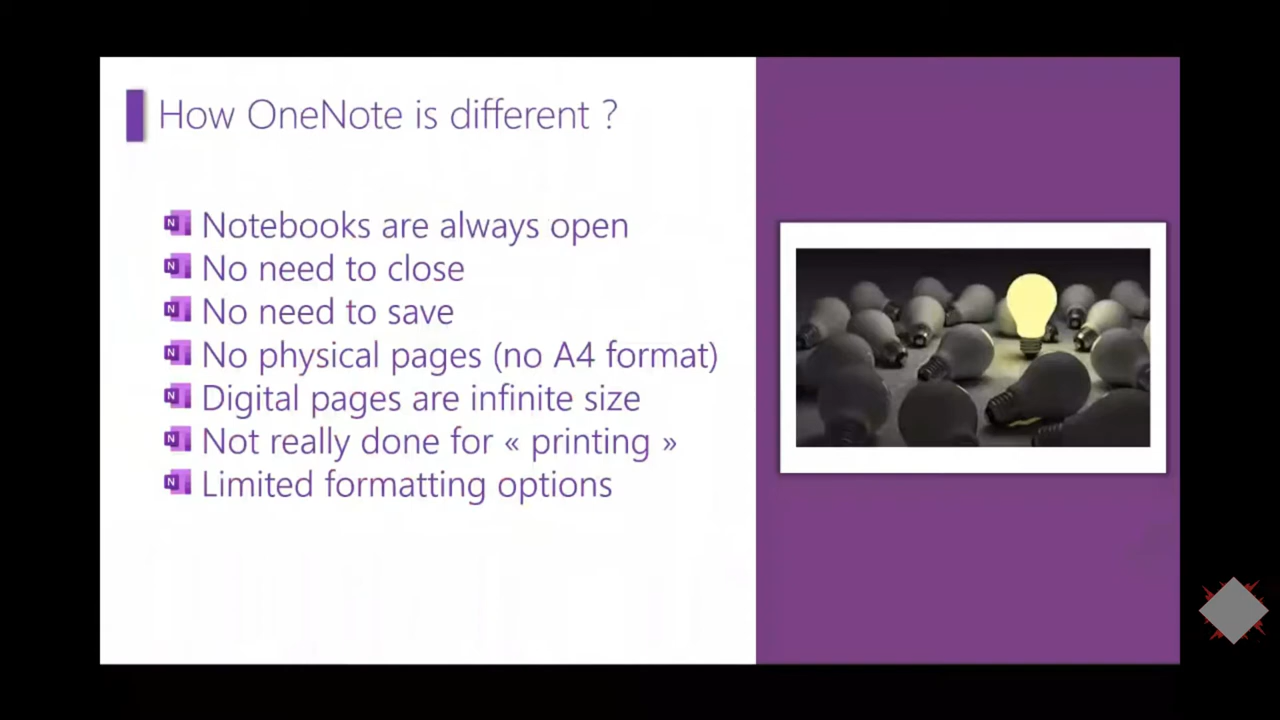 How OneNote is different ?
Notebooks are always open
No need to close
No need to save
No physical pages (no A4 format)
Digital pages are infinite size
Not really done for « printing »
Limited formatting options